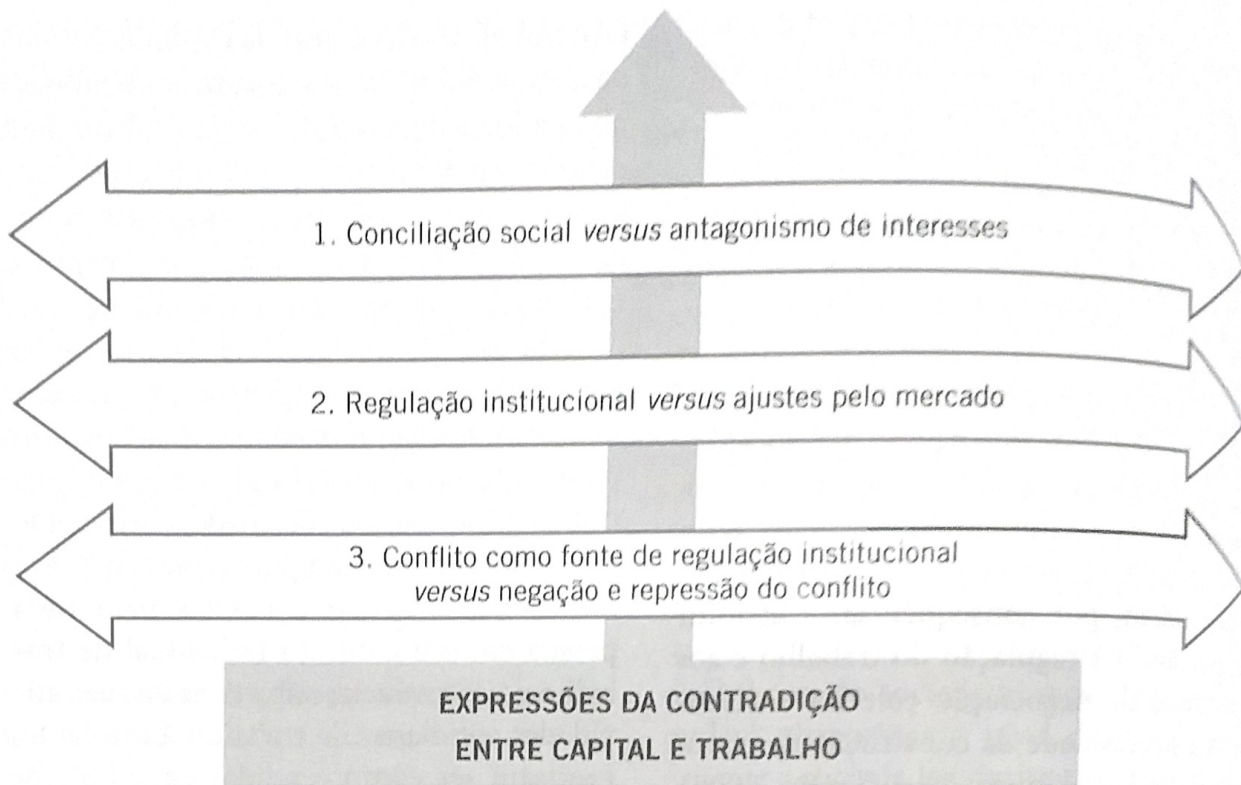 1. Conciliação social versus antagonismo de interesses
2. Regulação institucional versus ajustes pelo mercado
3. Conflito como fonte de regulação institucional
versus negação e repressão do conflito
EXPRESSÕES DA CONTRADIÇÃO
ENTRE CAPITAL E TRABALHO